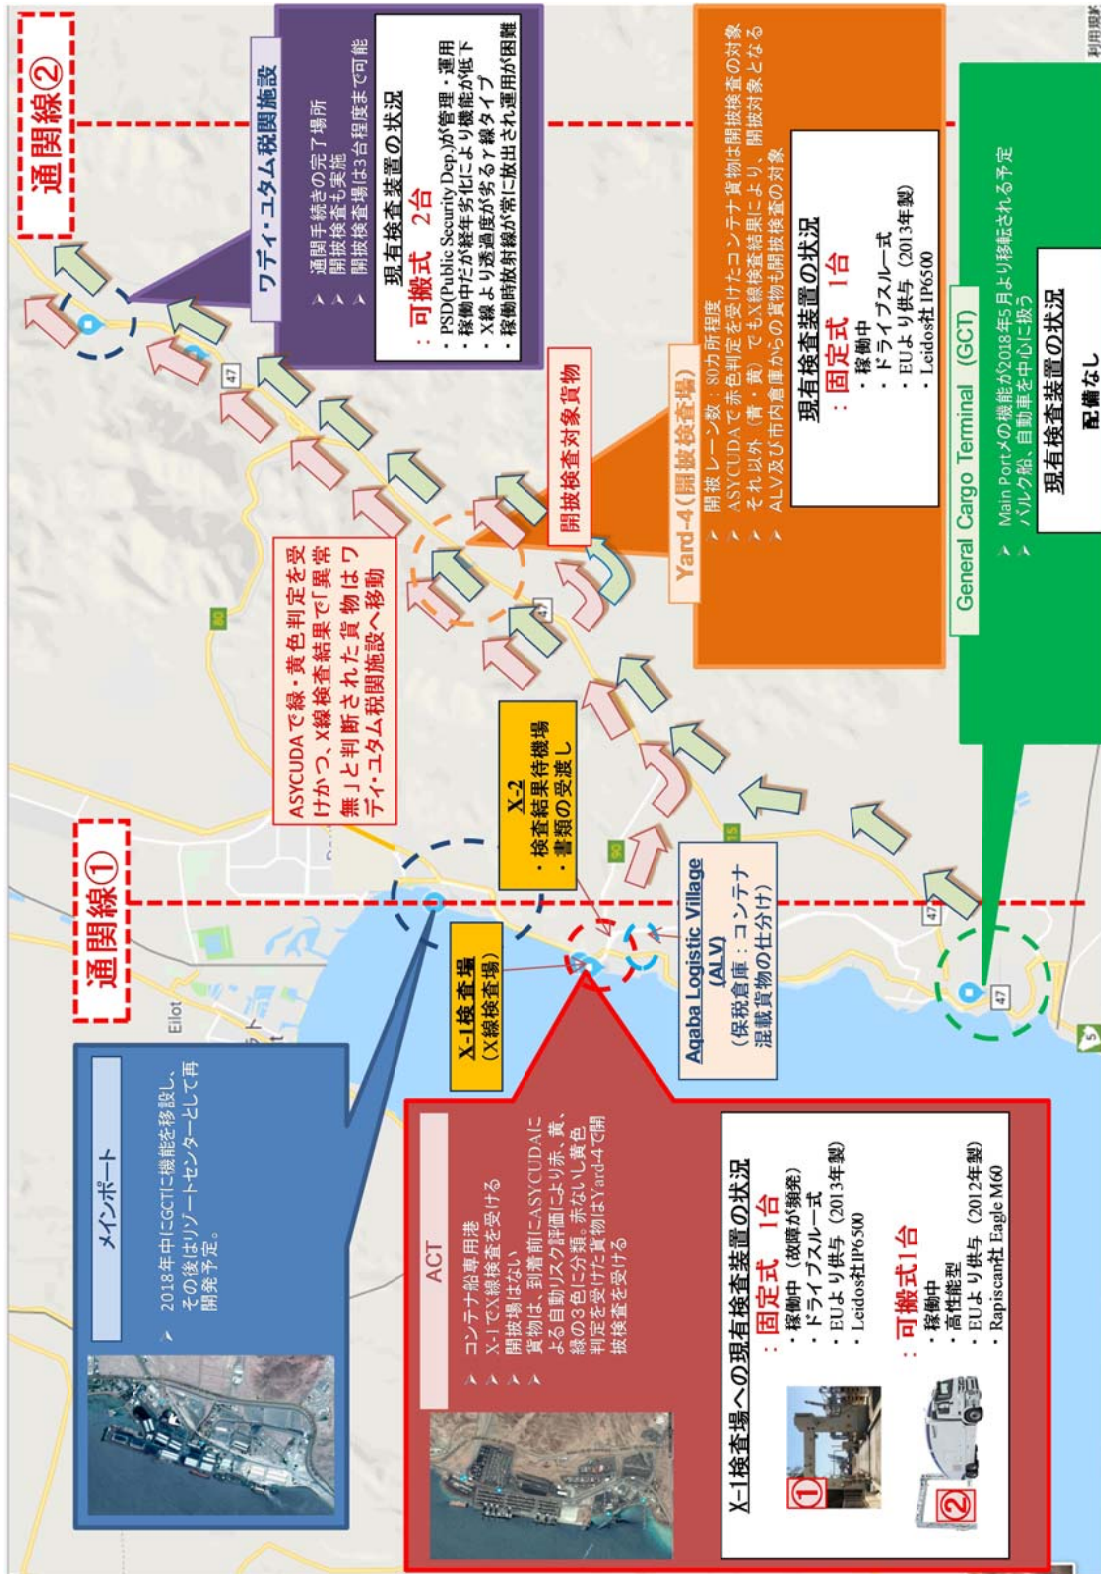 通関線①
通関線②
メインポート
➢ 2018年中にGCTに機能を移設し、
その後はリゾートセンターとして再
開発予定。
ACT
➢ コンテナ船専用港
➢ X-1でX線検査を受ける
➢ 開披場はない
➢ 貨物は、到着前にASYCUDAに
よる自動リスク評価により赤、黄、
緑の3色に分類。赤ないし黄色
判定を受けた貨物はYard-4で開
披検査を受ける
X-1検査場への現有検査装置の状況
：固定式 1台
・稼働中（故障が頻発）
・ドライブスルー式
・EUより供与（2013年製）
・Leidos社IP6500
①
：可搬式1台
・稼働中
・高性能型
・EUより供与（2012年製）
・Rapiscan社 Eagle M60
②
X-1検査場
（X線検査場）
X-2
・検査結果待機場
・書類の受渡し
Aqaba Logistic Village
(ALV)
（保税倉庫：コンテナ
混載貨物の仕分け）
ASYCUDAで緑・黄色判定を受
けかつ、X線検査結果で「異常
無」と判断された貨物はワ
ディ・ユタム税関施設へ移動
開披検査対象貨物
ワディ・ユタム税関施設
➢ 通関手続きの完了場所
➢ 開披検査も実施
➢ 開披検査場は3台程度まで可能
現有検査装置の状況
：可搬式 2台
・PSD(Public Security Dep.)が管理・運用
・稼働中だが経年劣化により機能が低下
・X線より透過度が劣るγ線タイプ
・稼働時放射線が常に放出され運用が困難
Yard-4（開披検査場）
➢ 開披レーン数：80カ所程度
➢ ASYCUDAで赤色判定を受けたコンテナ貨物は開披検査の対象
➢ それ以外（青・黄）でもX線検査結果により、開披対象となる
➢ ALV及び市内倉庫からの貨物も開披検査の対象
現有検査装置の状況
：固定式 1台
・稼働中
・ドライブスルー式
・EUより供与（2013年製）
・Leidos社 IP6500
General Cargo Terminal (GCT)
➢ Main Portの機能が2018年5月より移転される予定
➢ バルク船、自動車を中心に扱う
現有検査装置の状況
配備なし
Eilot
80
47
47
90
15
47
47
5
利用規約